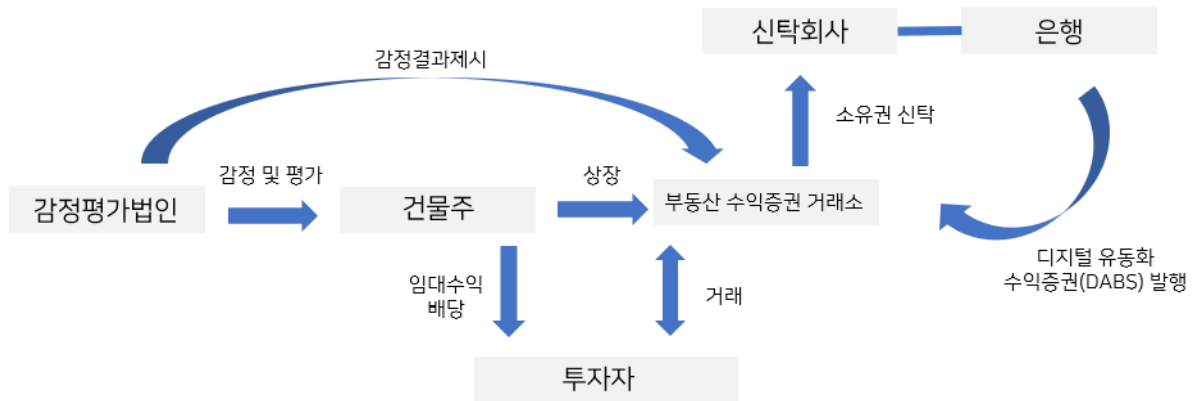 신탁회사
은행
감정결과제시
소유권 신탁
감정 및 평가
상장
감정평가법인
건물주
부동산 수익증권 거래소
디지털 유동화
수익증권(DABS) 발행
임대수익
배당
거래
투자자